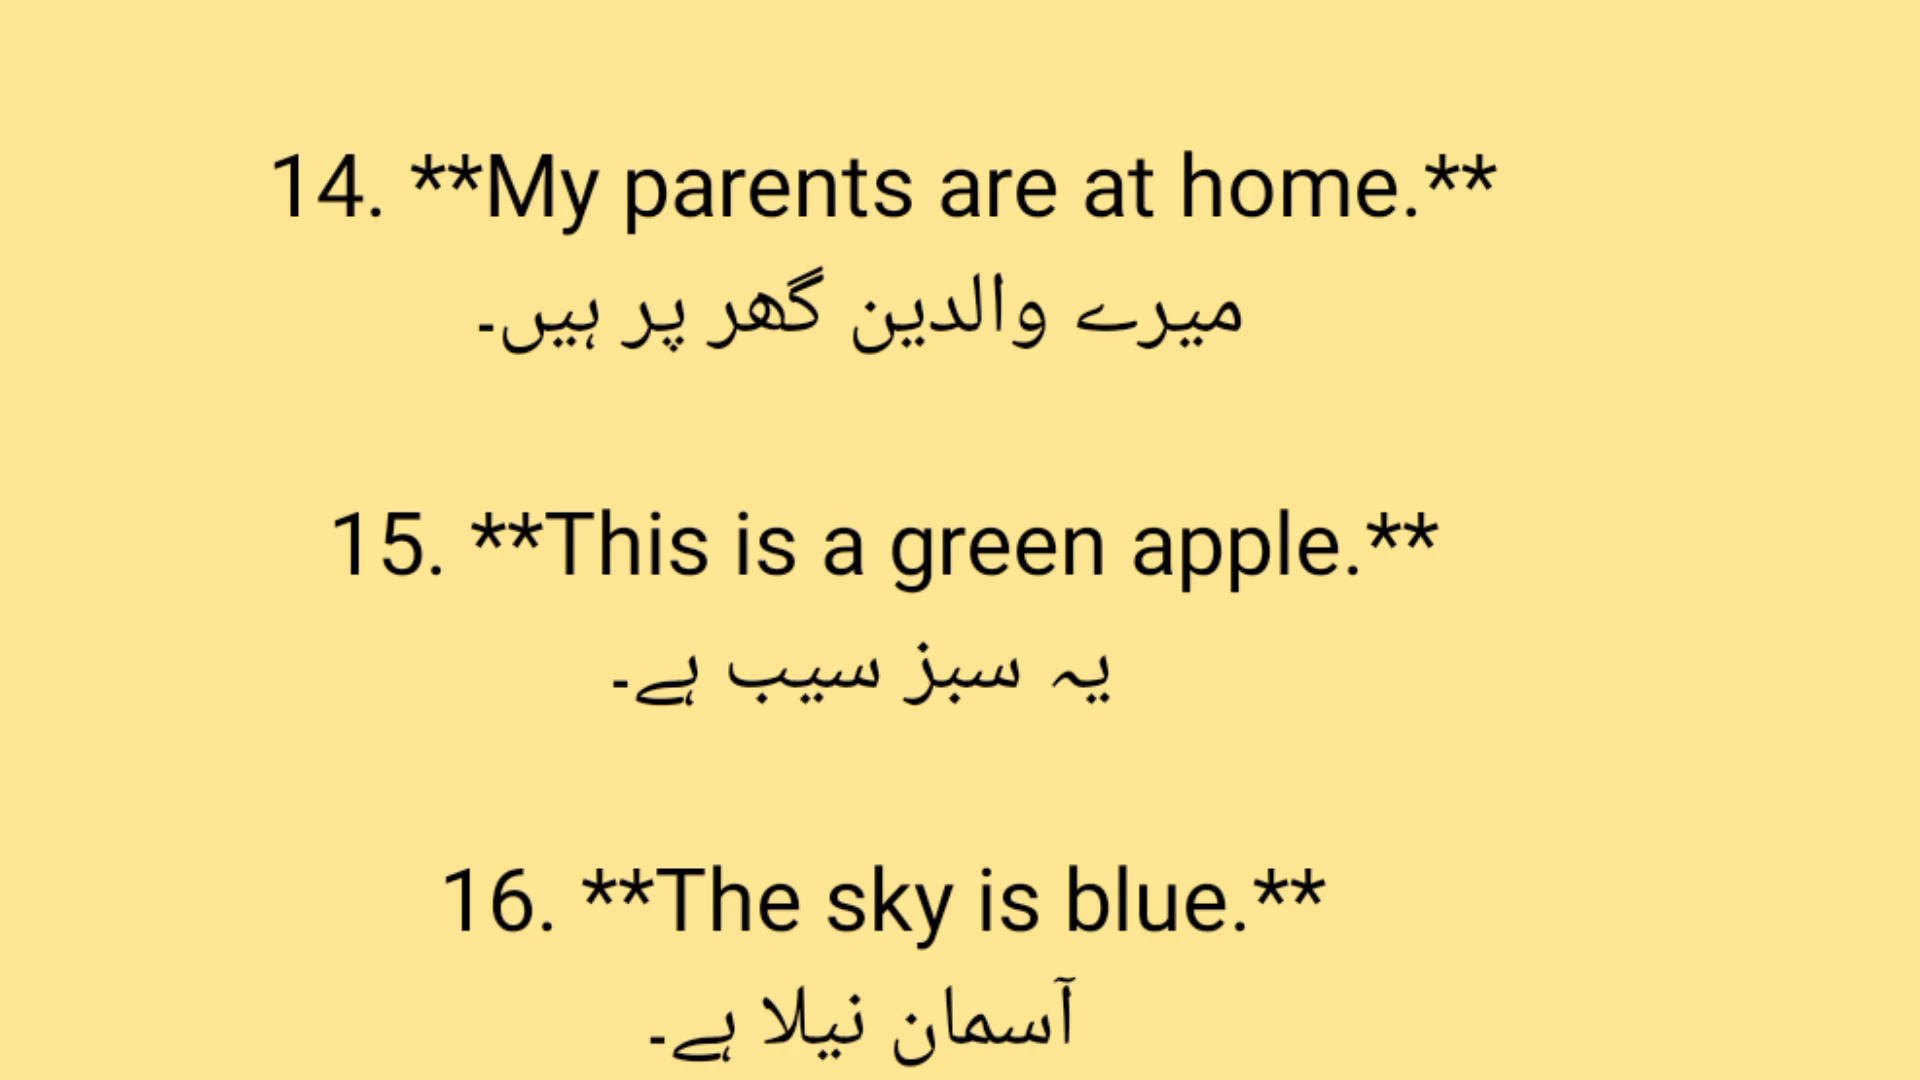 14. **My parents are at home.**
میرے والدین گھر پر ہیں۔
15. **This is a green apple.**
یہ سبز سیب ہے۔
16. **The sky is blue.**
آسمان نیلا ہے۔